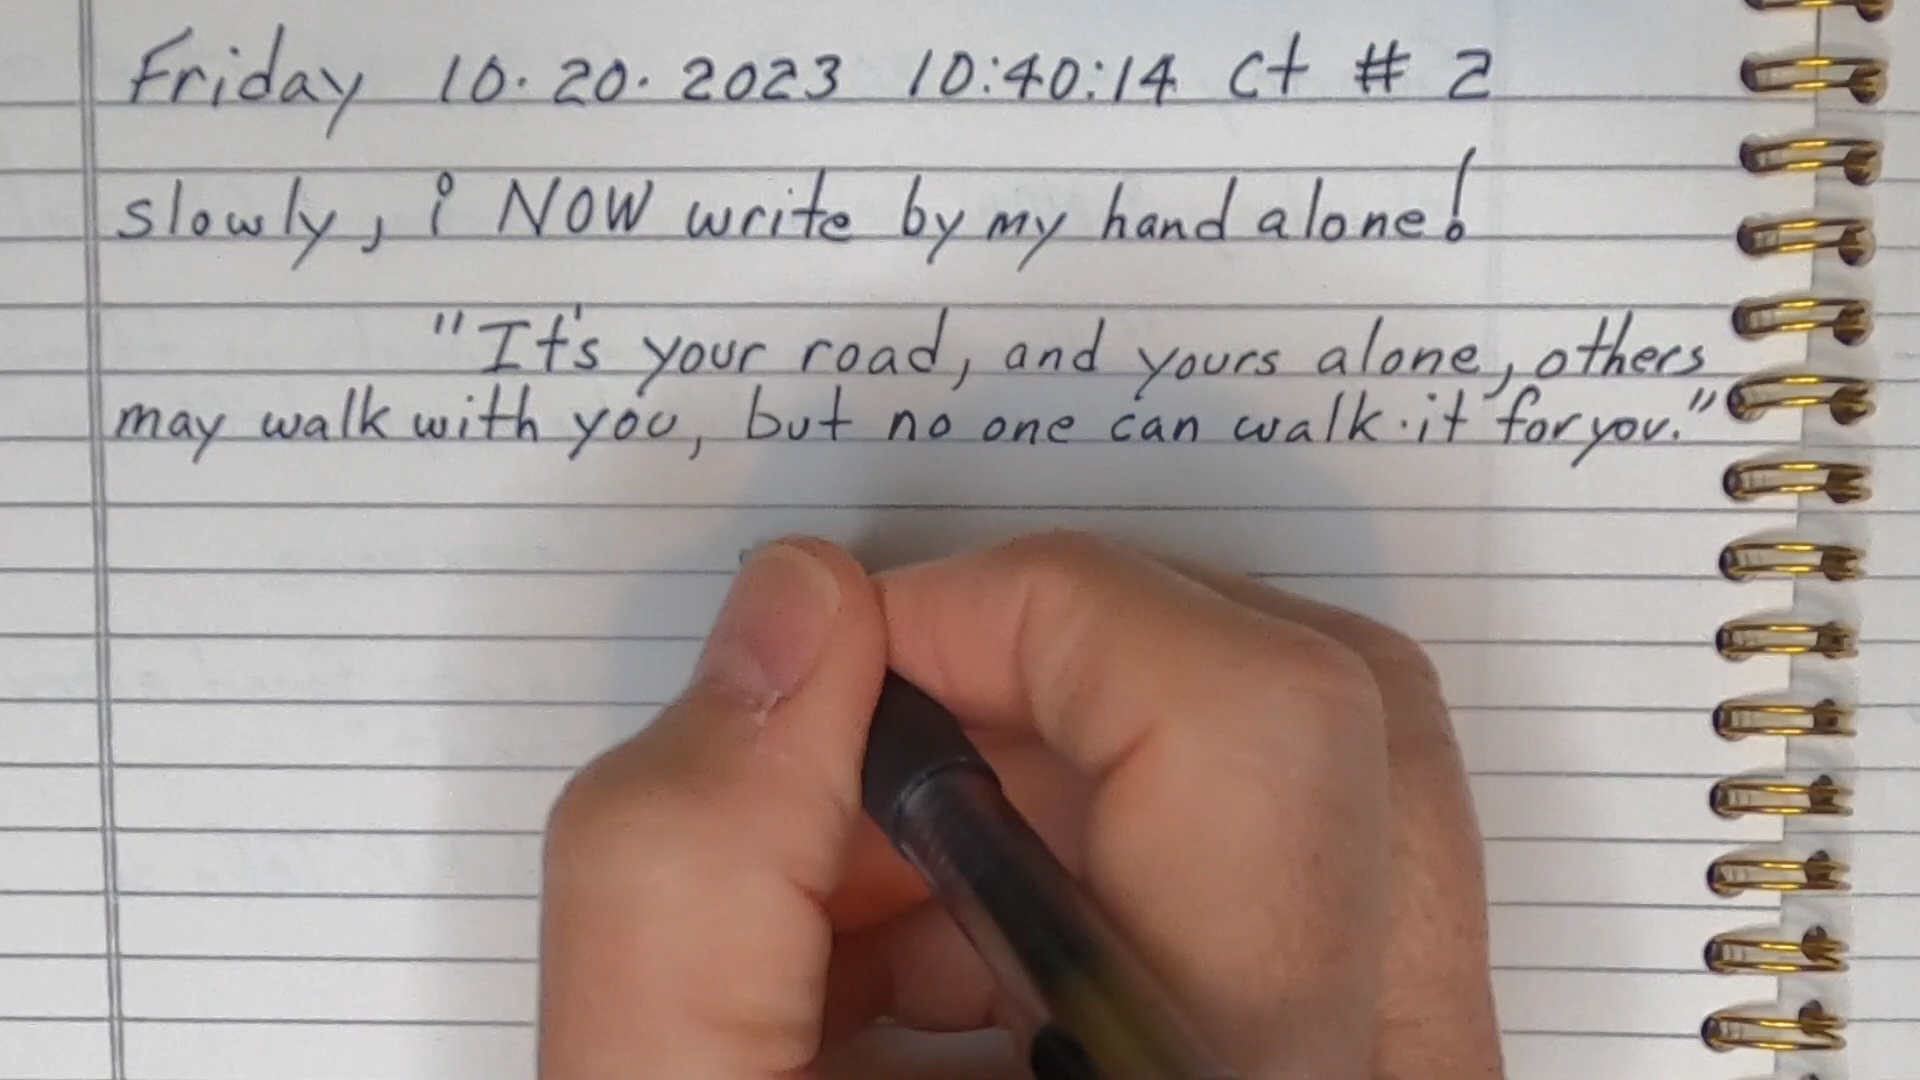 Friday 10.20.2023 10:40:14 Ct # 2
slowly, i NOW write by my hand alone!
"It's your road, and yours alone, others
may walk with you, but no one can walk it for you."